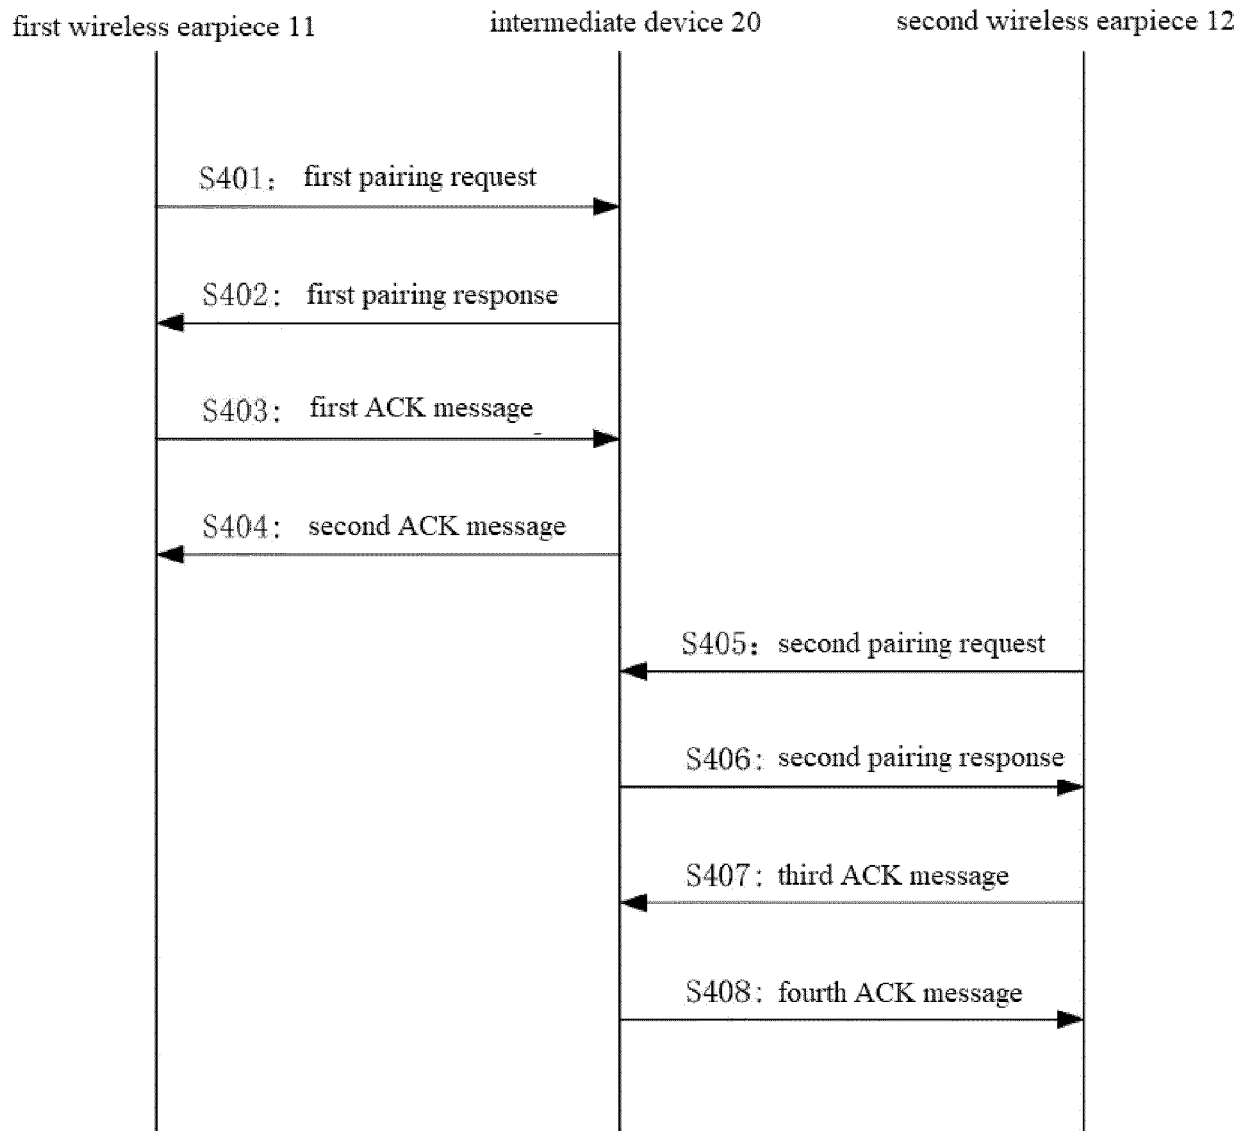 first wireless earpiece 11
intermediate device 20
second wireless earpiece 12
S401: first pairing request
S402: first pairing response
S403: first ACK message
S404: second ACK message
S405: second pairing request
S406: second pairing response
S407: third ACK message
S408: fourth ACK message